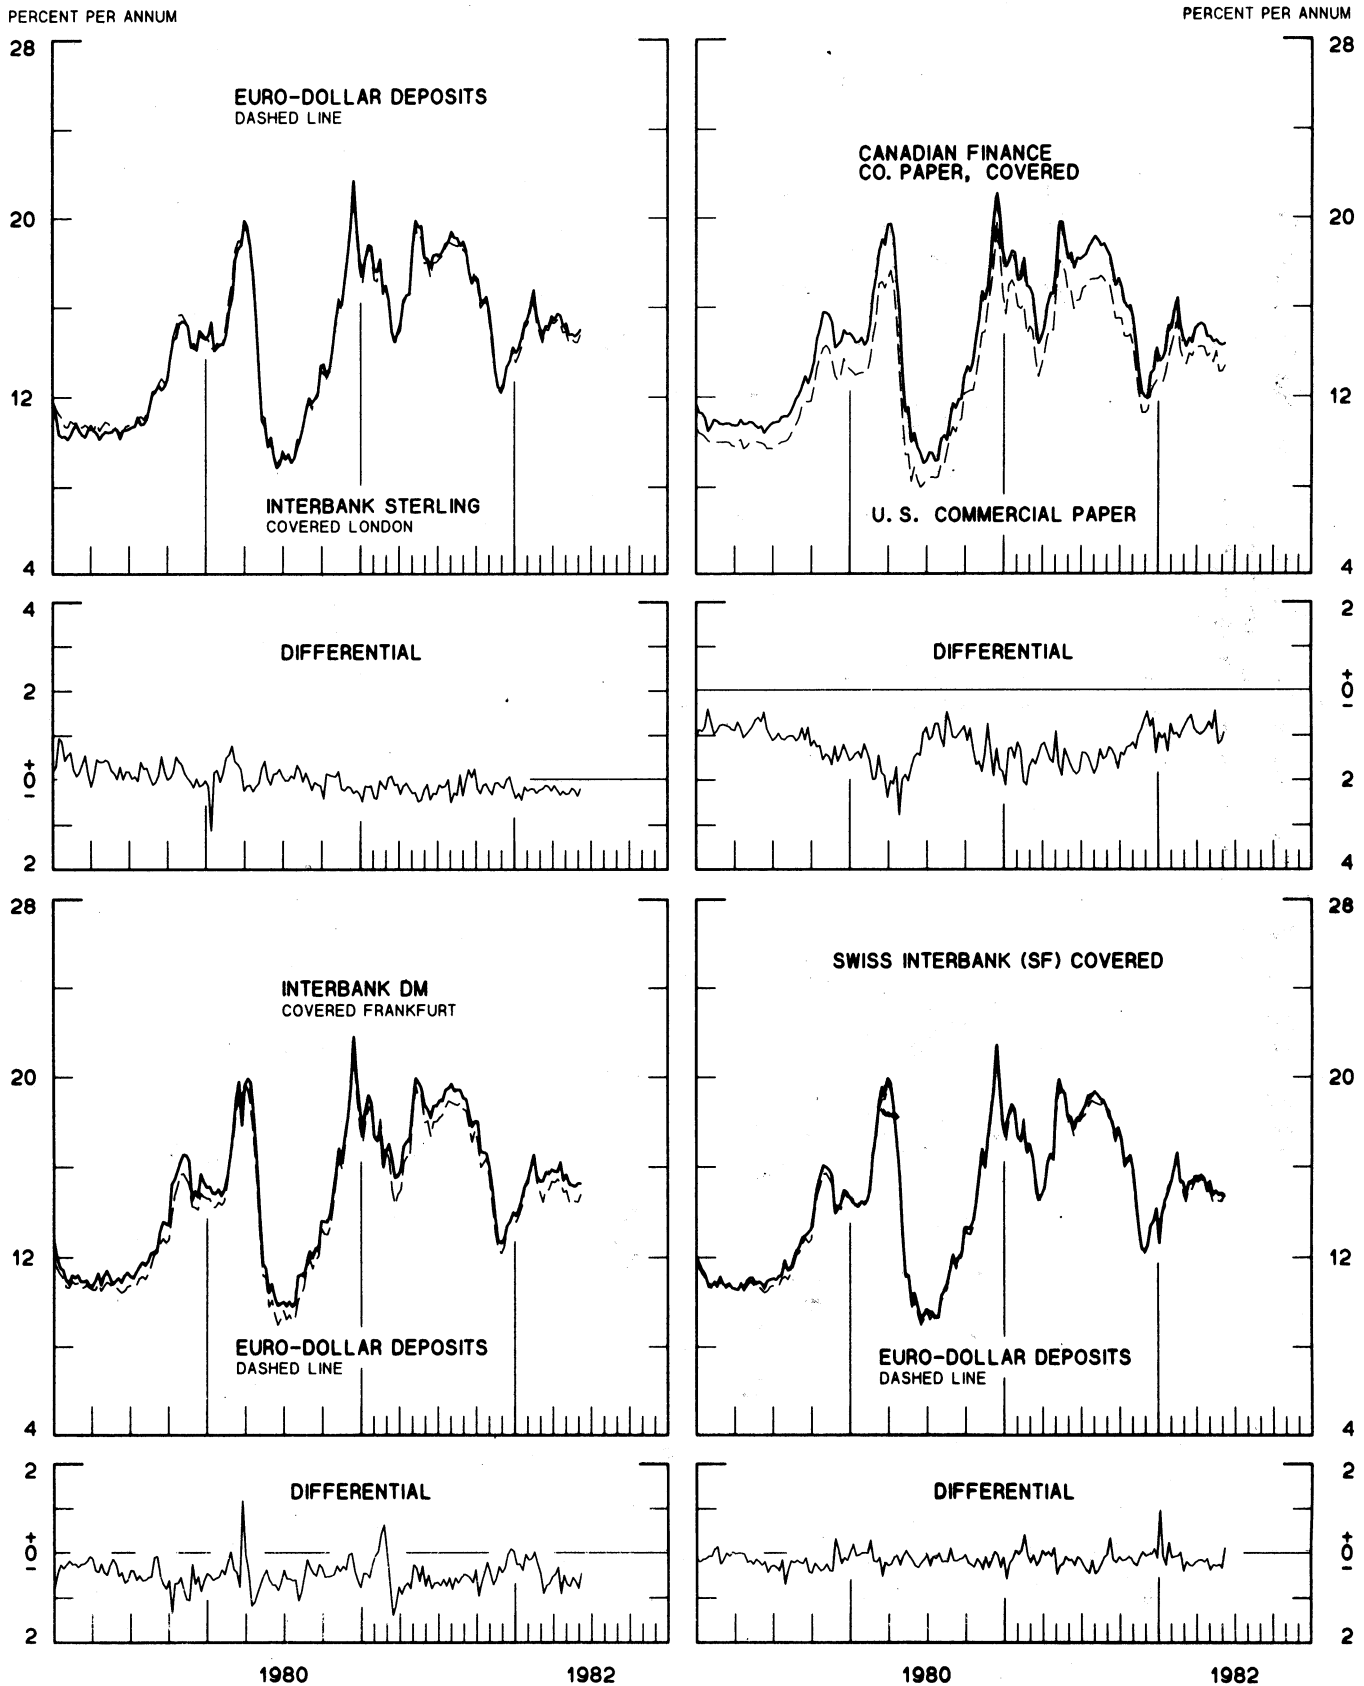 PERCENT PER ANNUM
PERCENT PER ANNUM
28
EURO-DOLLAR DEPOSITS
DASHED LINE
20
12
INTERBANK STERLING
COVERED LONDON
4
28
CANADIAN FINANCE
CO. PAPER, COVERED
20
12
U. S. COMMERCIAL PAPER
4
4
DIFFERENTIAL
2
+
0
−
2
2
DIFFERENTIAL
+
0
−
2
4
28
INTERBANK DM
COVERED FRANKFURT
20
12
EURO-DOLLAR DEPOSITS
DASHED LINE
4
28
SWISS INTERBANK (SF) COVERED
20
12
EURO-DOLLAR DEPOSITS
DASHED LINE
4
2
DIFFERENTIAL
+
0
−
2
2
DIFFERENTIAL
+
0
−
2
1980
1982
1980
1982